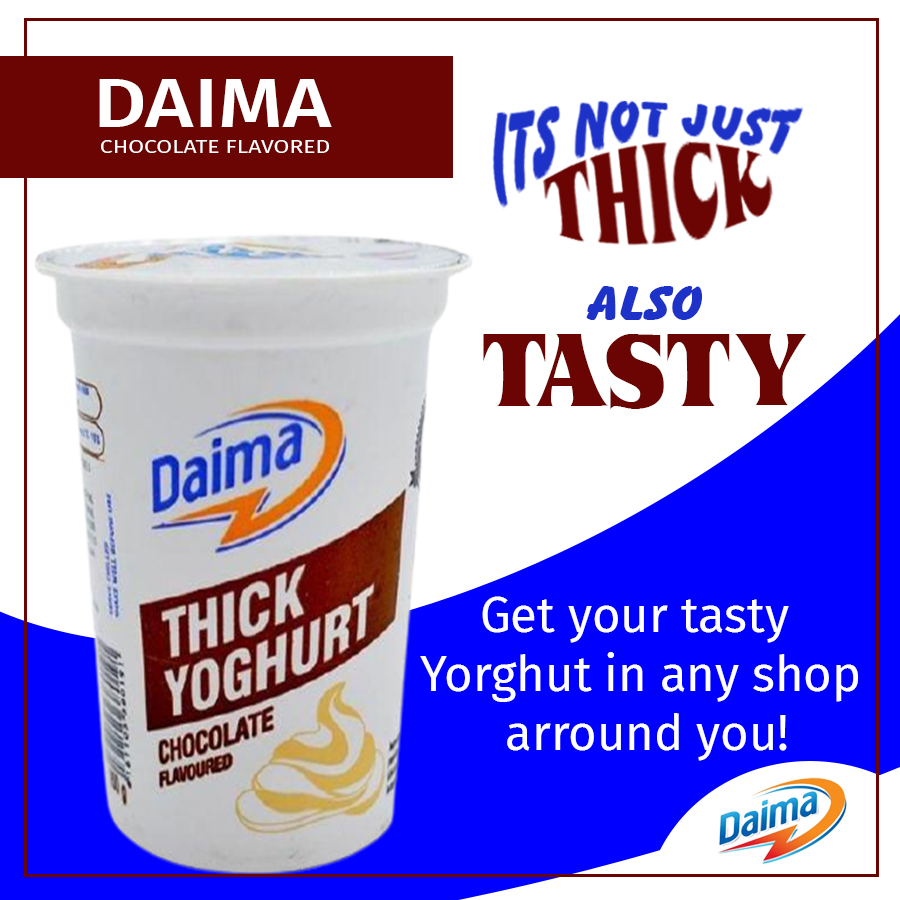 DAIMA
CHOCOLATE FLAVORED
ITS NOT JUST
THICK
ALSO
TASTY
Daima
THICK
YOGHURT
CHOCOLATE
FLAVOURED
Get your tasty
Yorghut in any shop
arround you!
Daima